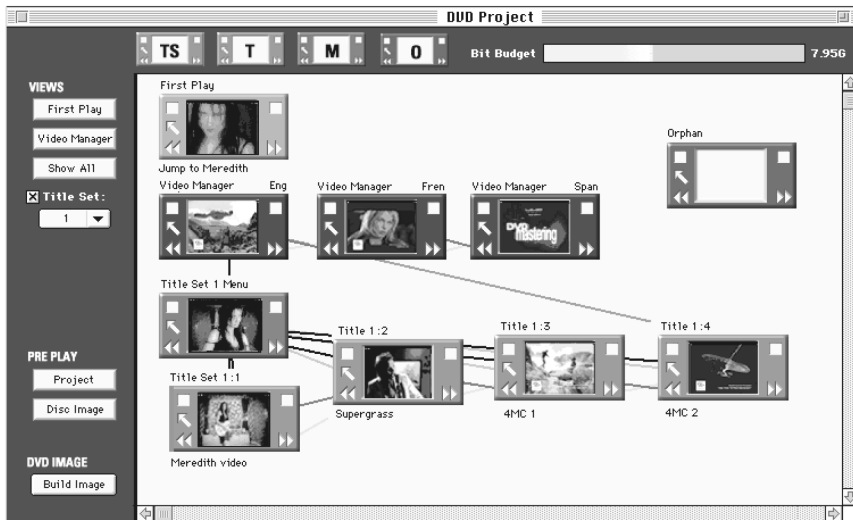 DVD Project
TS
T
M
O
Bit Budget
7.95G
VIEWS
First Play
Video Manager
Show All
Title Set:
1
PRE PLAY
Project
Disc Image
DVD IMAGE
Build Image
First Play
Jump to Meredith
Orphan
Video Manager Eng
Video Manager Fren
Video Manager Span
DVD
mastering
Title Set 1 Menu
Title 1:2
Title 1:3
Title 1:4
Supergrass
4MC 1
4MC 2
Title Set 1:1
Meredith video